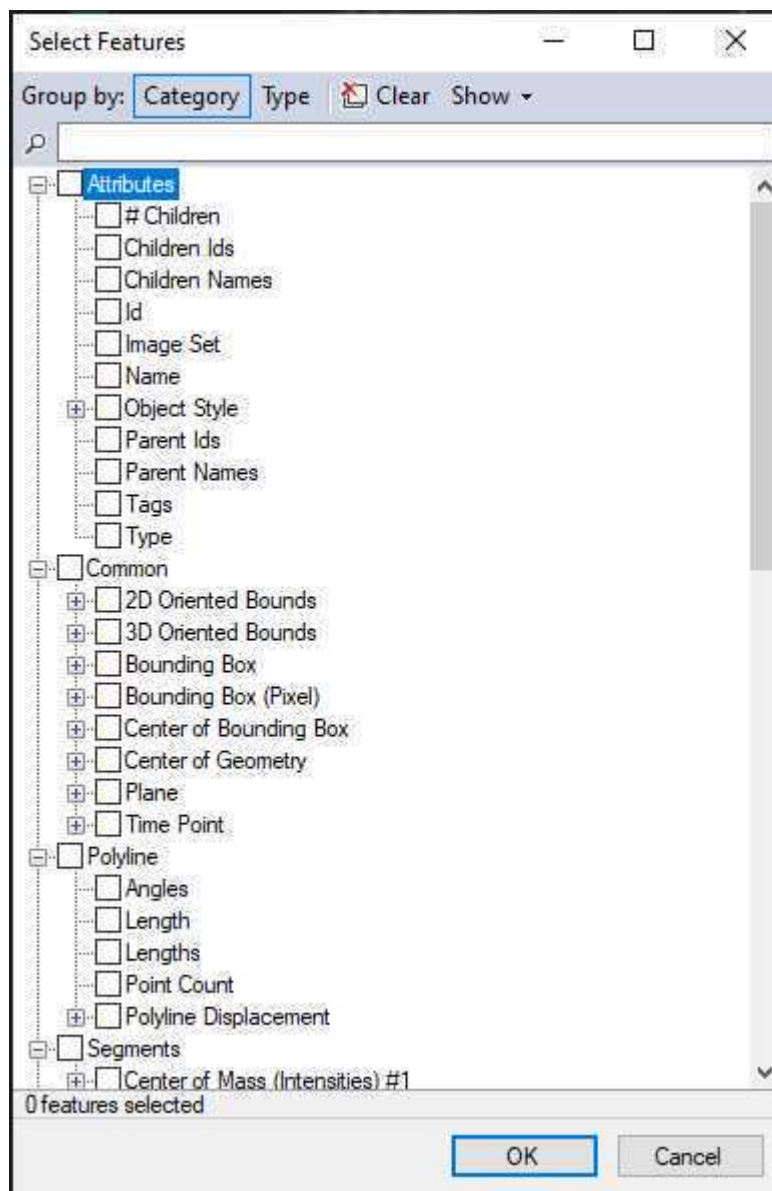 Select Features
Group by: Category Type Clear Show
Attributes
# Children
Children Ids
Children Names
Id
Image Set
Name
Object Style
Parent Ids
Parent Names
Tags
Type
Common
2D Oriented Bounds
3D Oriented Bounds
Bounding Box
Bounding Box (Pixel)
Center of Bounding Box
Center of Geometry
Plane
Time Point
Polyline
Angles
Length
Lengths
Point Count
Polyline Displacement
Segments
Center of Mass (Intensities) #1
0 features selected
OK Cancel